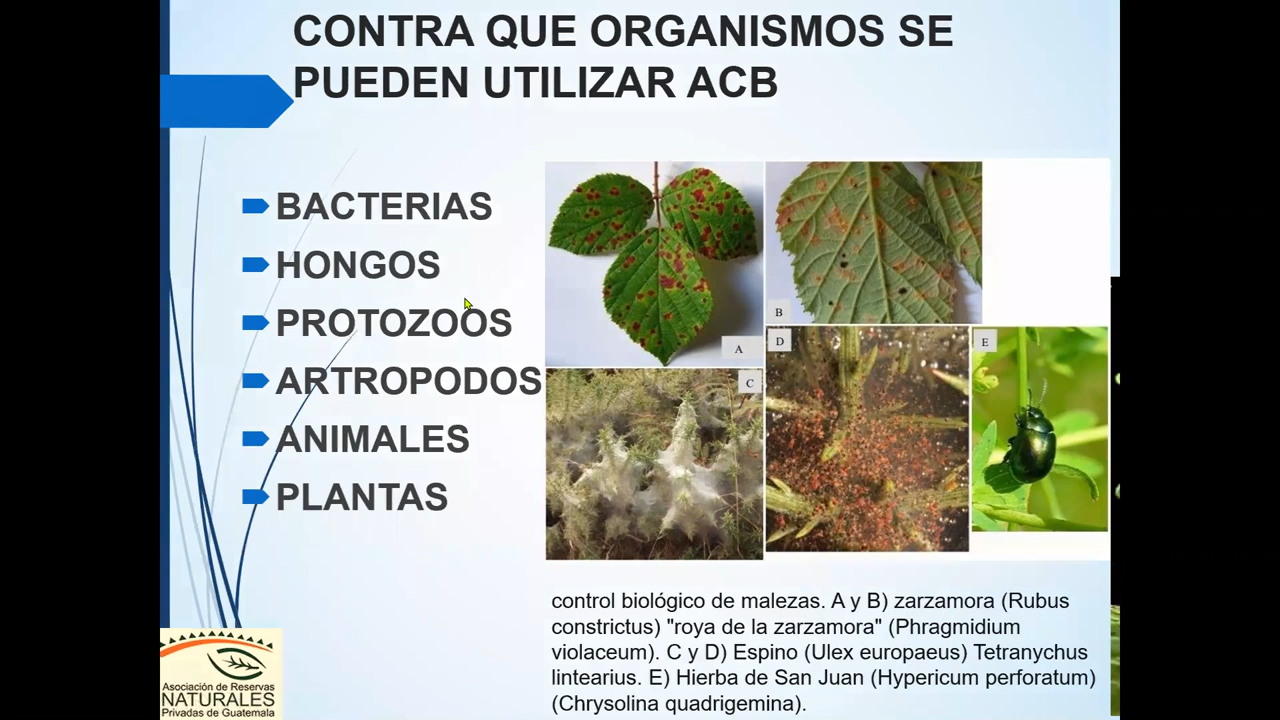 CONTRA QUE ORGANISMOS SE
PUEDEN UTILIZAR ACB
BACTERIAS
HONGOS
PROTOZOOS
ARTROPODOS
ANIMALES
PLANTAS
A
B
C
D
E
control biológico de malezas. A y B) zarzamora (Rubus
constrictus) "roya de la zarzamora" (Phragmidium
violaceum). C y D) Espino (Ulex europaeus) Tetranychus
lintearius. E) Hierba de San Juan (Hypericum perforatum)
(Chrysolina quadrigemina).
Asociación de Reservas
NATURALES
Privadas de Guatemala